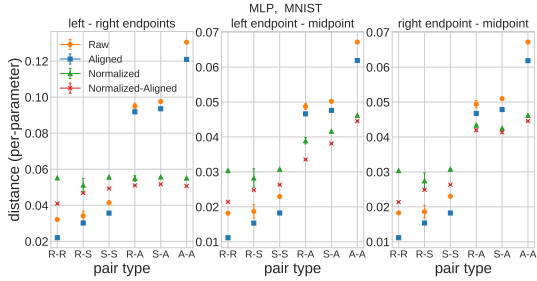 MLP, MNIST
left - right endpoints
left endpoint - midpoint
right endpoint - midpoint
distance (per-parameter)
0.12
0.10
0.08
0.06
0.04
0.02
Raw
Aligned
Normalized
Normalized-Aligned
R-R R-S S-S R-A S-A A-A
pair type
0.07
0.06
0.05
0.04
0.03
0.02
0.01
R-R R-S S-S R-A S-A A-A
pair type
0.07
0.06
0.05
0.04
0.03
0.02
0.01
R-R R-S S-A R-A S-A A-A
pair type